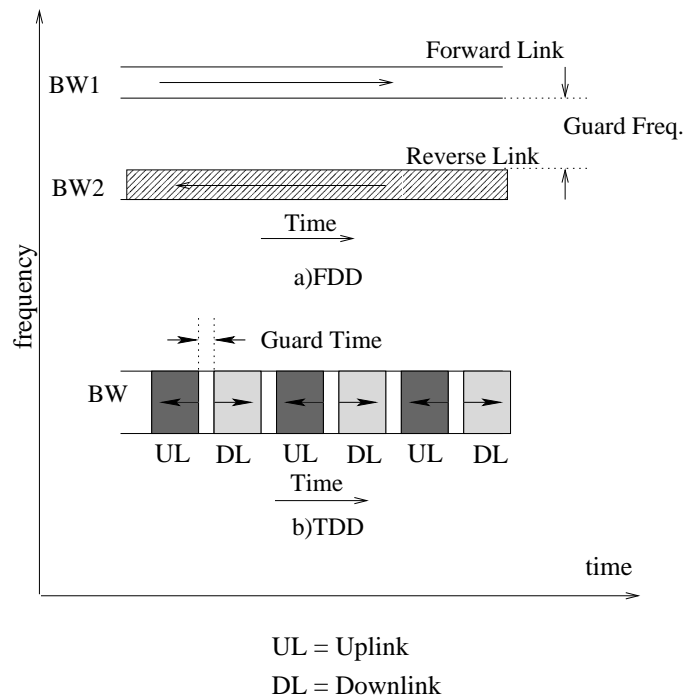 Forward Link
BW1
Guard Freq.
Reverse Link
BW2
Time
a)FDD
frequency
Guard Time
BW
UL DL UL DL UL DL
Time
b)TDD
time
UL = Uplink
DL = Downlink